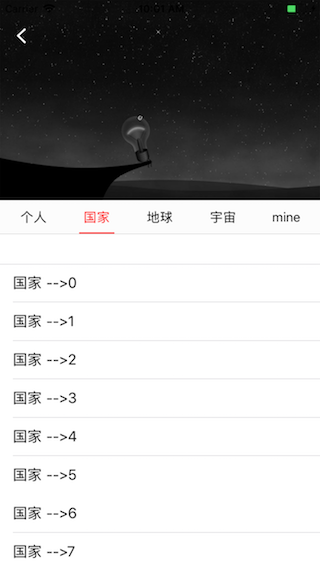 Carrier 10:01 AM
个人 国家 地球 宇宙 mine
国家 -->0
国家 -->1
国家 -->2
国家 -->3
国家 -->4
国家 -->5
国家 -->6
国家 -->7